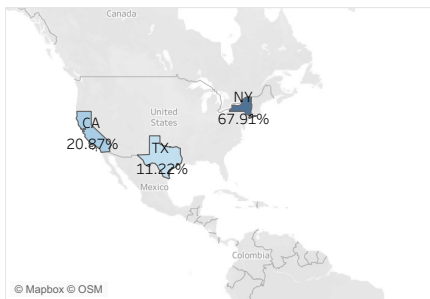 Canada
NY
67.91%
United
States
CA
20.87%
TX
11.22%
Mexico
Colombia
© Mapbox © OSM